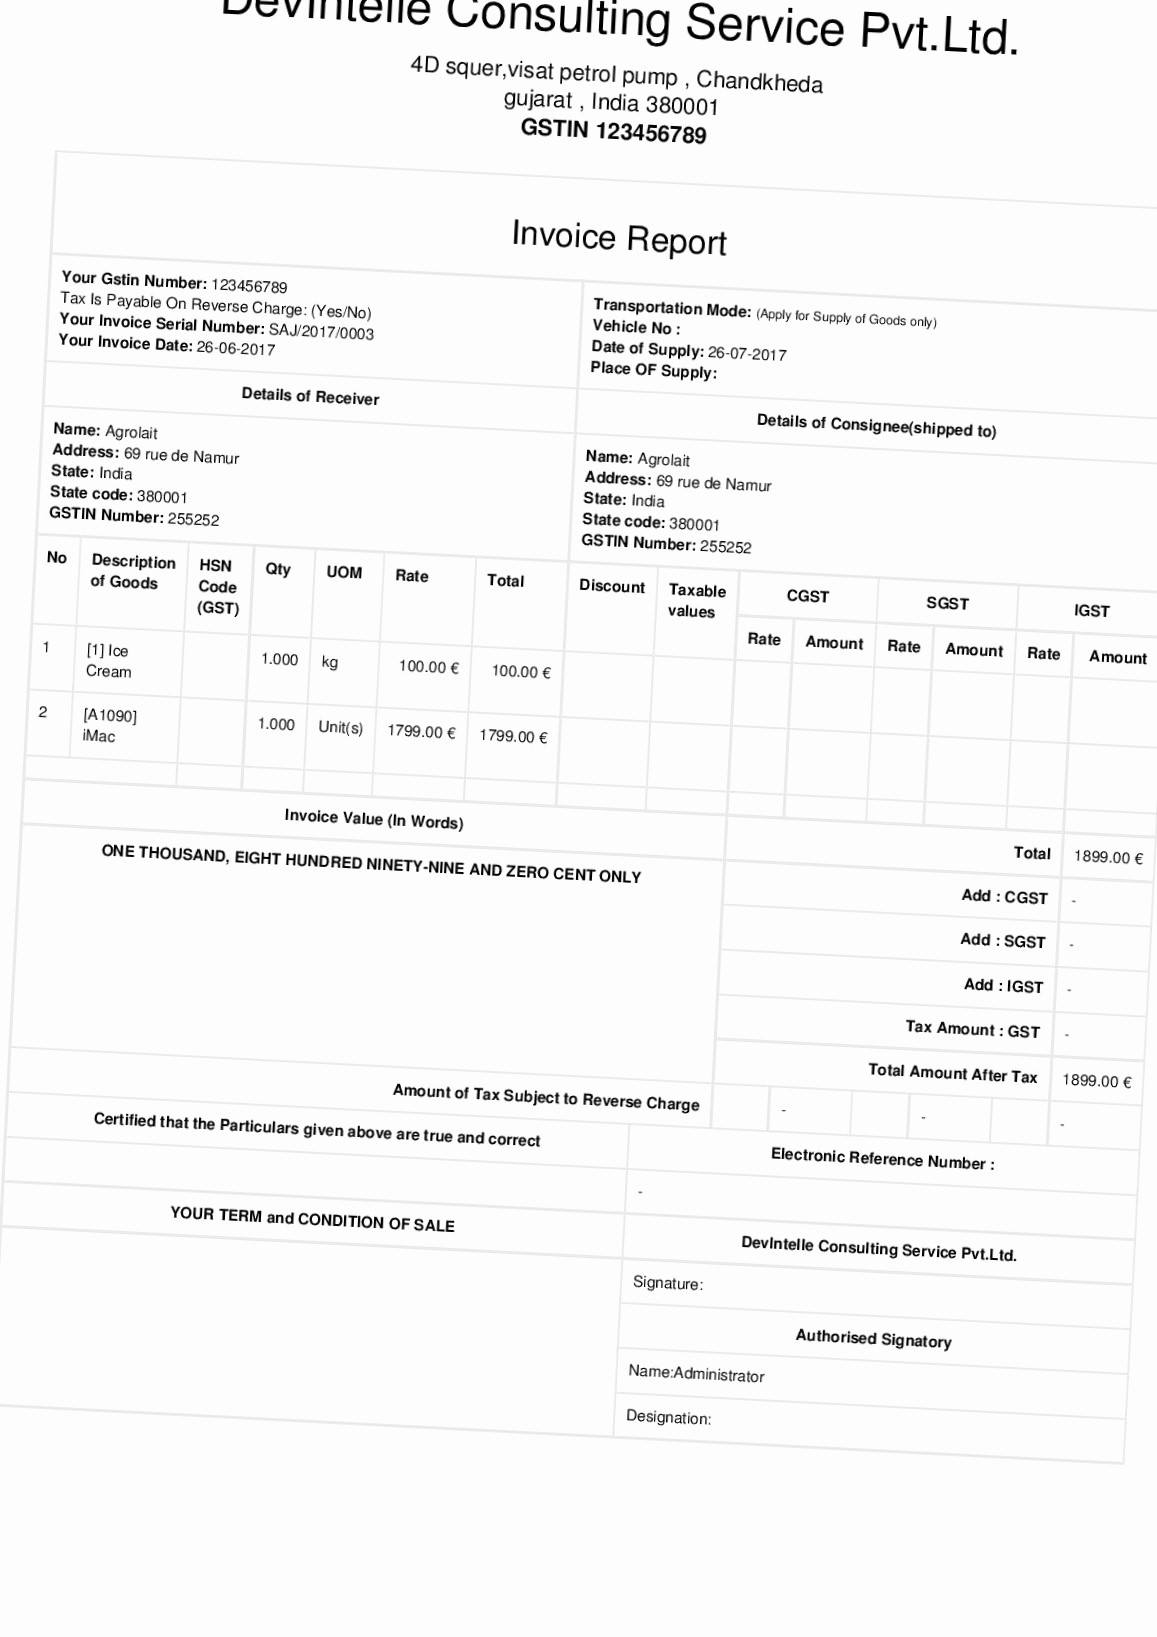 DevIntelle Consulting Service Pvt.Ltd.
4D squer,visat petrol pump , Chandkheda
gujarat , India 380001
GSTIN 123456789
Invoice Report
Your Gstin Number: 123456789
Tax Is Payable On Reverse Charge: (Yes/No)
Your Invoice Serial Number: SAJ/2017/0003
Your Invoice Date: 26-06-2017
Transportation Mode: (Apply for Supply of Goods only)
Vehicle No :
Date of Supply: 26-07-2017
Place OF Supply:
Details of Receiver
Details of Consignee(shipped to)
Name: Agrolait
Address: 69 rue de Namur
State: India
State code: 380001
GSTIN Number: 255252
Name: Agrolait
Address: 69 rue de Namur
State: India
State code: 380001
GSTIN Number: 255252
No Description of Goods HSN Code (GST) Qty UOM Rate Total Discount Taxable values CGST SGST IGST
Rate Amount Rate Amount Rate Amount
1 [1] Ice Cream 1.000 kg 100.00 € 100.00 €
2 [A1090] iMac 1.000 Unit(s) 1799.00 € 1799.00 €
Invoice Value (In Words)
ONE THOUSAND, EIGHT HUNDRED NINETY-NINE AND ZERO CENT ONLY
Total 1899.00 €
Add : CGST -
Add : SGST -
Add : IGST -
Tax Amount : GST -
Total Amount After Tax 1899.00 €
Amount of Tax Subject to Reverse Charge - - -
Certified that the Particulars given above are true and correct
Electronic Reference Number :
-
YOUR TERM and CONDITION OF SALE
DevIntelle Consulting Service Pvt.Ltd.
Signature:
Authorised Signatory
Name:Administrator
Designation: